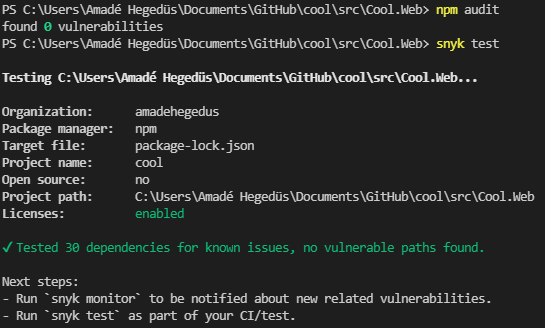 PS C:\Users\Amadé Hegedüs\Documents\GitHub\cool\src\Cool.Web> npm audit
found 0 vulnerabilities
PS C:\Users\Amadé Hegedüs\Documents\GitHub\cool\src\Cool.Web> snyk test
Testing C:\Users\Amadé Hegedüs\Documents\GitHub\cool\src\Cool.Web...
Organization: amadehegedus
Package manager: npm
Target file: package-lock.json
Project name: cool
Open source: no
Project path: C:\Users\Amadé Hegedüs\Documents\GitHub\cool\src\Cool.Web
Licenses: enabled
✓ Tested 30 dependencies for known issues, no vulnerable paths found.
Next steps:
- Run `snyk monitor` to be notified about new related vulnerabilities.
- Run `snyk test` as part of your CI/test.